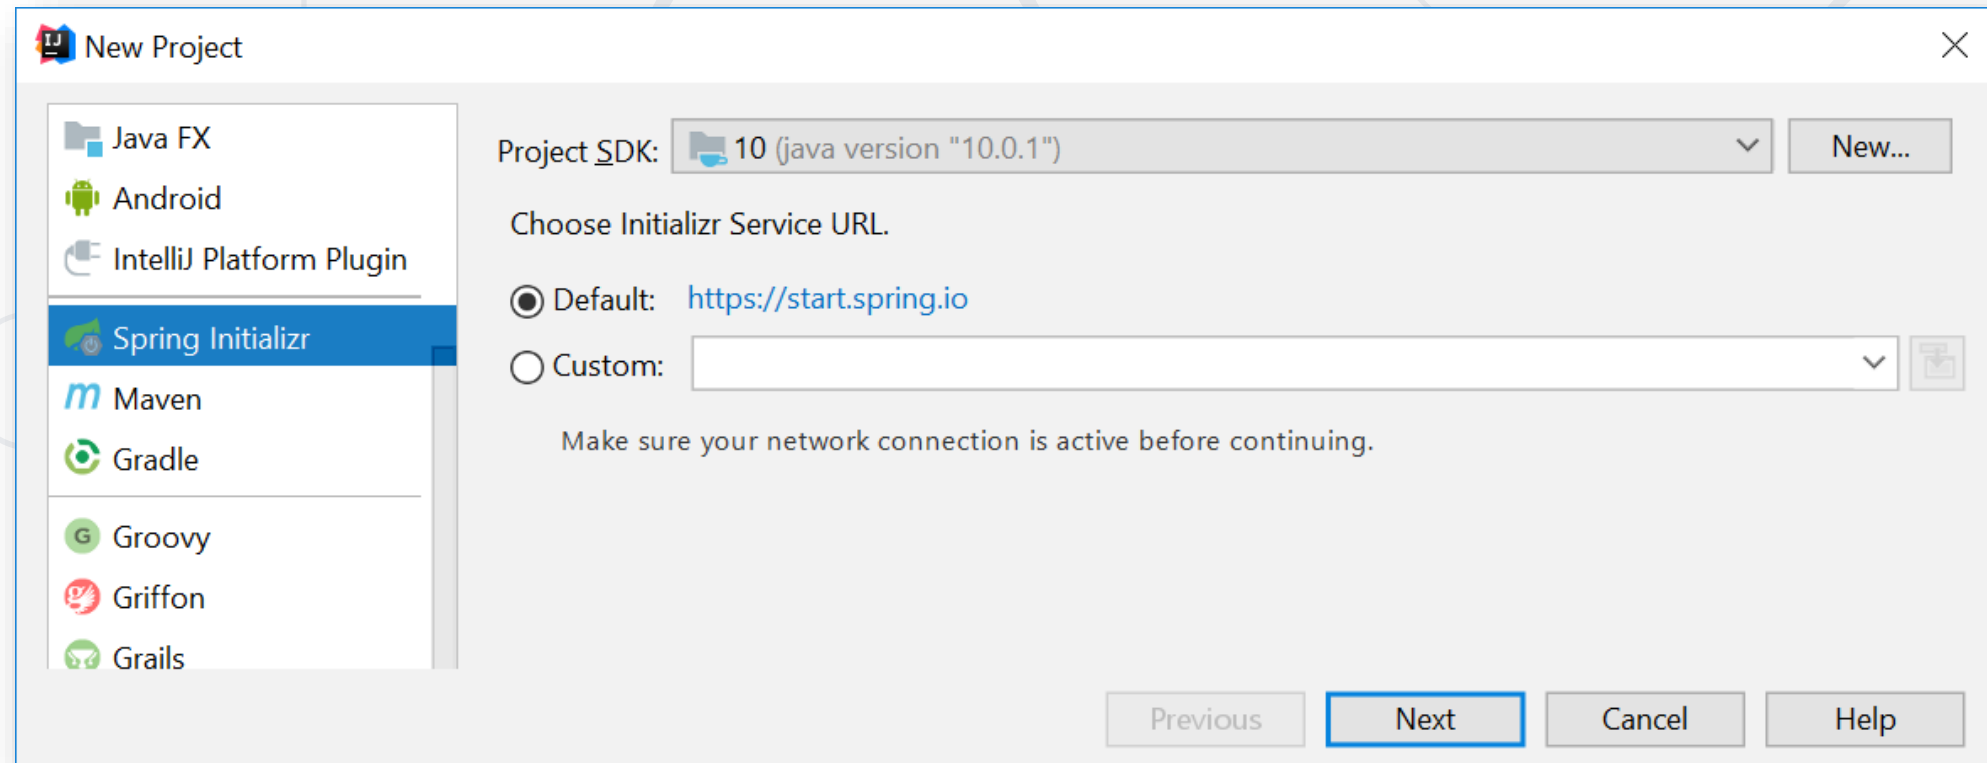 New Project
Java FX
Android
IntelliJ Platform Plugin
Spring Initializr
Maven
Gradle
Groovy
Griffon
Grails
Project SDK: 10 (java version "10.0.1") New...
Choose Initializr Service URL.
Default: https://start.spring.io
Custom:
Make sure your network connection is active before continuing.
Previous Next Cancel Help